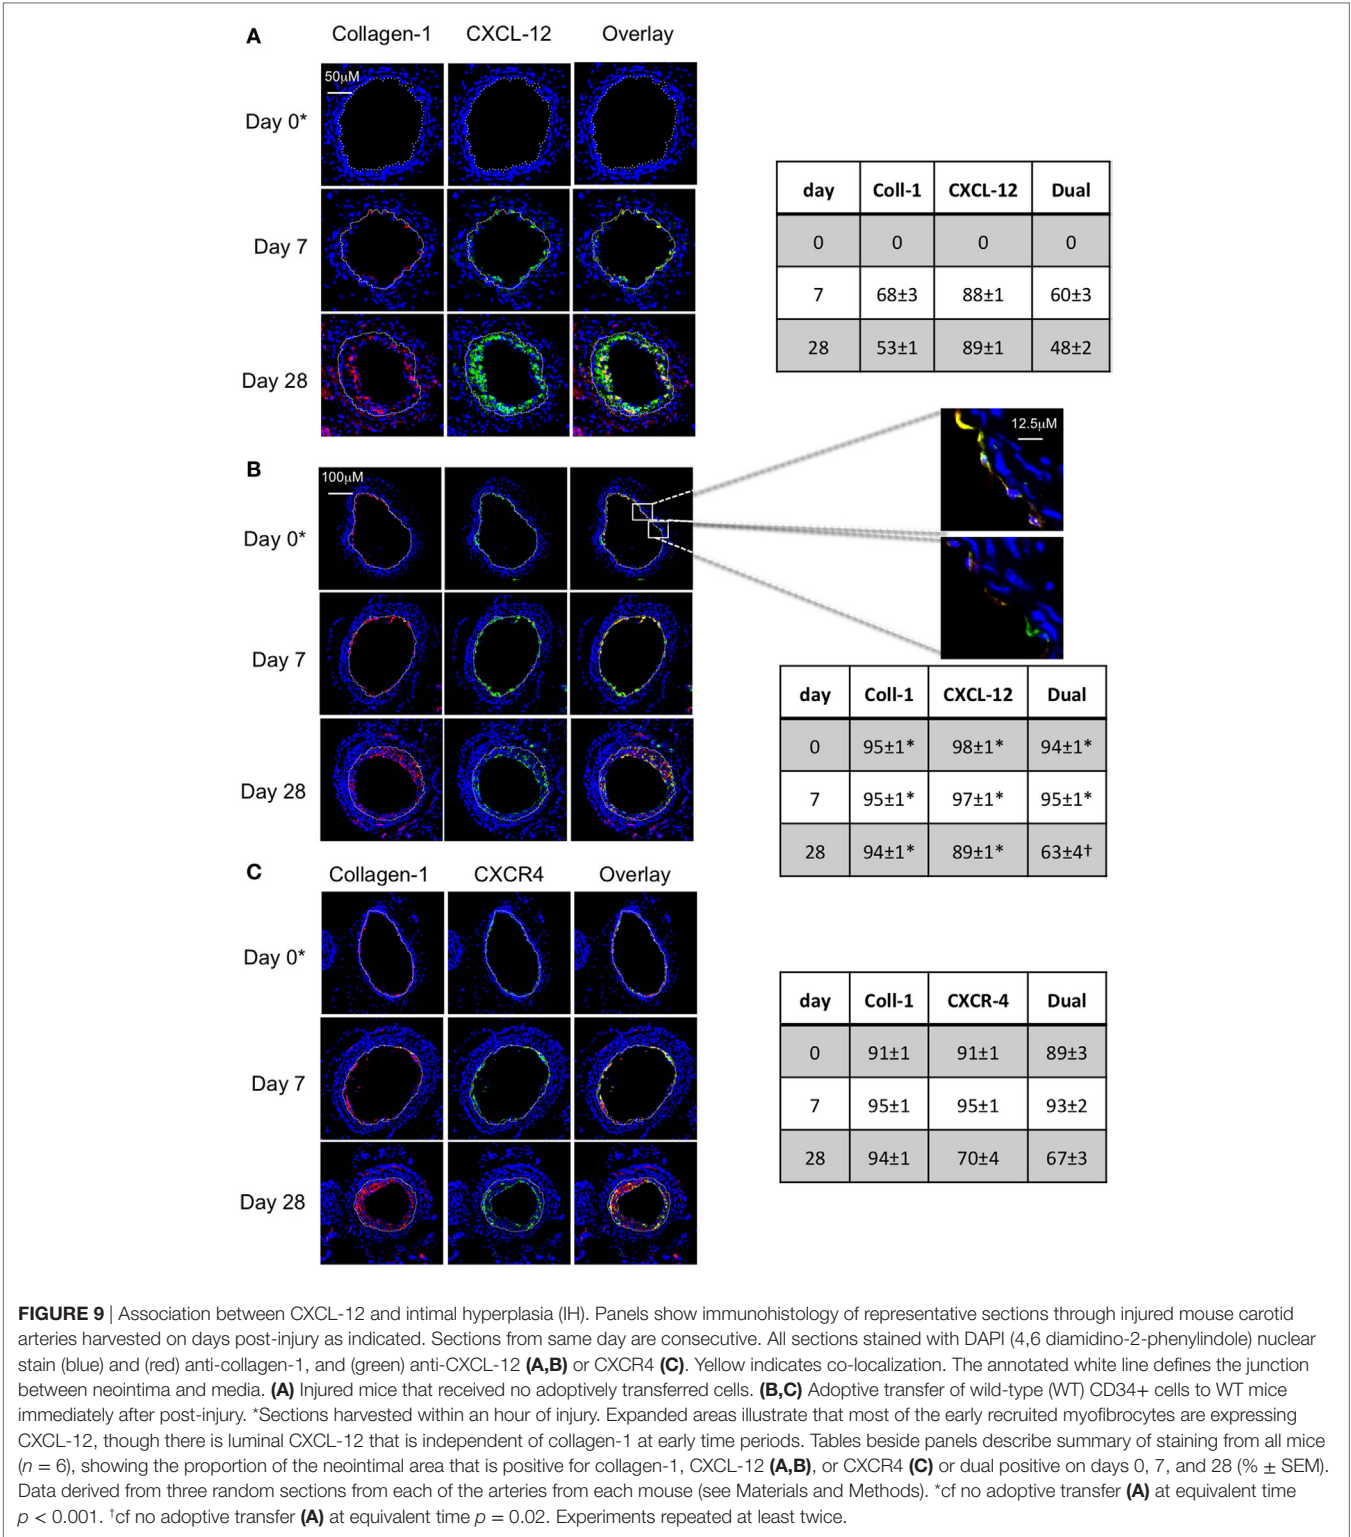 A
Collagen-1 CXCL-12 Overlay
50µM
Day 0*
Day 7
Day 28
day Coll-1 CXCL-12 Dual
0 0 0 0
7 68±3 88±1 60±3
28 53±1 89±1 48±2
12.5µM
B
100µM
Day 0*
Day 7
Day 28
day Coll-1 CXCL-12 Dual
0 95±1* 98±1* 94±1*
7 95±1* 97±1* 95±1*
28 94±1* 89±1* 63±4†
C
Collagen-1 CXCR4 Overlay
Day 0*
Day 7
Day 28
day Coll-1 CXCR-4 Dual
0 91±1 91±1 89±3
7 95±1 95±1 93±2
28 94±1 70±4 67±3
FIGURE 9 | Association between CXCL-12 and intimal hyperplasia (IH). Panels show immunohistology of representative sections through injured mouse carotid
arteries harvested on days post-injury as indicated. Sections from same day are consecutive. All sections stained with DAPI (4,6 diamidino-2-phenylindole) nuclear
stain (blue) and (red) anti-collagen-1, and (green) anti-CXCL-12 (A,B) or CXCR4 (C). Yellow indicates co-localization. The annotated white line defines the junction
between neointima and media. (A) Injured mice that received no adoptively transferred cells. (B,C) Adoptive transfer of wild-type (WT) CD34+ cells to WT mice
immediately after post-injury. *Sections harvested within an hour of injury. Expanded areas illustrate that most of the early recruited myofibrocytes are expressing
CXCL-12, though there is luminal CXCL-12 that is independent of collagen-1 at early time periods. Tables beside panels describe summary of staining from all mice
(n = 6), showing the proportion of the neointimal area that is positive for collagen-1, CXCL-12 (A,B), or CXCR4 (C) or dual positive on days 0, 7, and 28 (% ± SEM).
Data derived from three random sections from each of the arteries from each mouse (see Materials and Methods). *cf no adoptive transfer (A) at equivalent time
p < 0.001. †cf no adoptive transfer (A) at equivalent time p = 0.02. Experiments repeated at least twice.